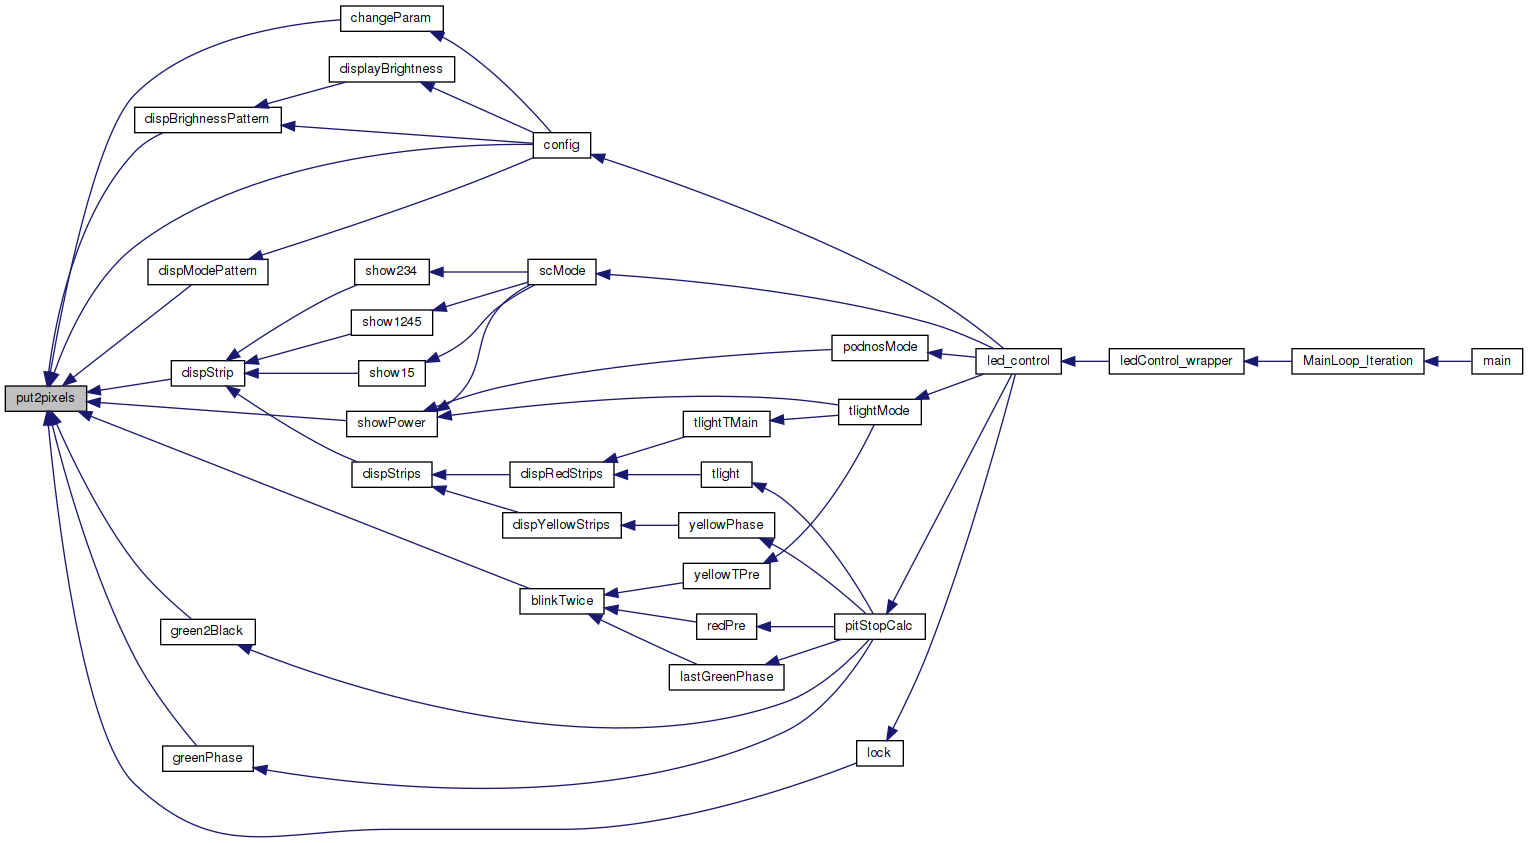 changeParam
displayBrightness
dispBrighnessPattern
config
dispModePattern
show234
scMode
show1245
podnosMode
led_control
ledControl_wrapper
MainLoop_Iteration
main
dispStrip
show15
put2pixels
showPower
tlightTMain
tlightMode
dispStrips
dispRedStrips
tlight
dispYellowStrips
yellowPhase
yellowTPre
blinkTwice
redPre
pitStopCalc
green2Black
lastGreenPhase
greenPhase
lock